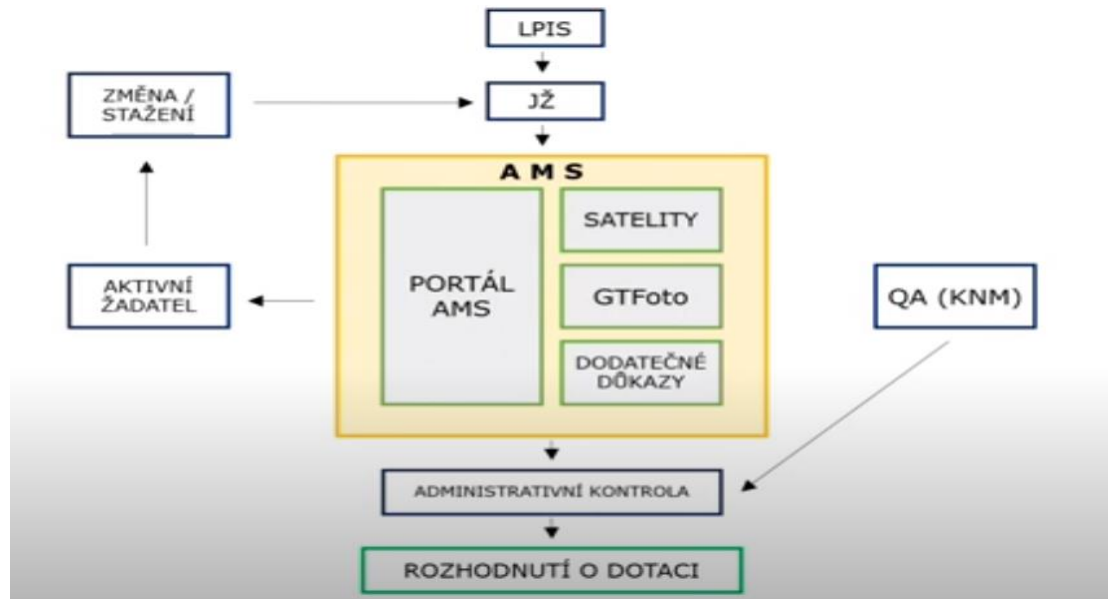 LPIS
ZMĚNA /
STAŽENÍ
JŽ
A M S
PORTÁL
AMS
SATELITY
GTFoto
DODATEČNÉ
DŮKAZY
AKTIVNÍ
ŽADATEL
QA (KNM)
ADMINISTRATIVNÍ KONTROLA
ROZHODNUTÍ O DOTACI